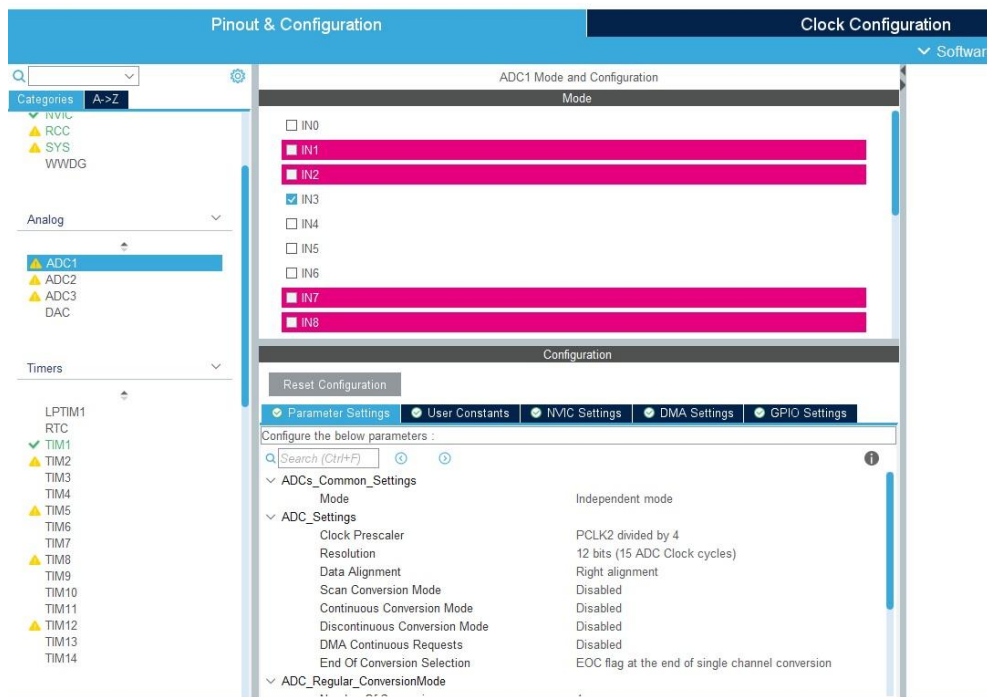 Pinout & Configuration
Clock Configuration
Softwar
Categories
A->Z
NVIC
RCC
SYS
WWDG
Analog
ADC1
ADC2
ADC3
DAC
Timers
LPTIM1
RTC
TIM1
TIM2
TIM3
TIM4
TIM5
TIM6
TIM7
TIM8
TIM9
TIM10
TIM11
TIM12
TIM13
TIM14
ADC1 Mode and Configuration
Mode
IN0
IN1
IN2
IN3
IN4
IN5
IN6
IN7
IN8
Configuration
Reset Configuration
Parameter Settings
User Constants
NVIC Settings
DMA Settings
GPIO Settings
Configure the below parameters :
Search (Ctrl+F)
ADCs_Common_Settings
Mode Independent mode
ADC_Settings
Clock Prescaler PCLK2 divided by 4
Resolution 12 bits (15 ADC Clock cycles)
Data Alignment Right alignment
Scan Conversion Mode Disabled
Continuous Conversion Mode Disabled
Discontinuous Conversion Mode Disabled
DMA Continuous Requests Disabled
End Of Conversion Selection EOC flag at the end of single channel conversion
ADC_Regular_ConversionMode